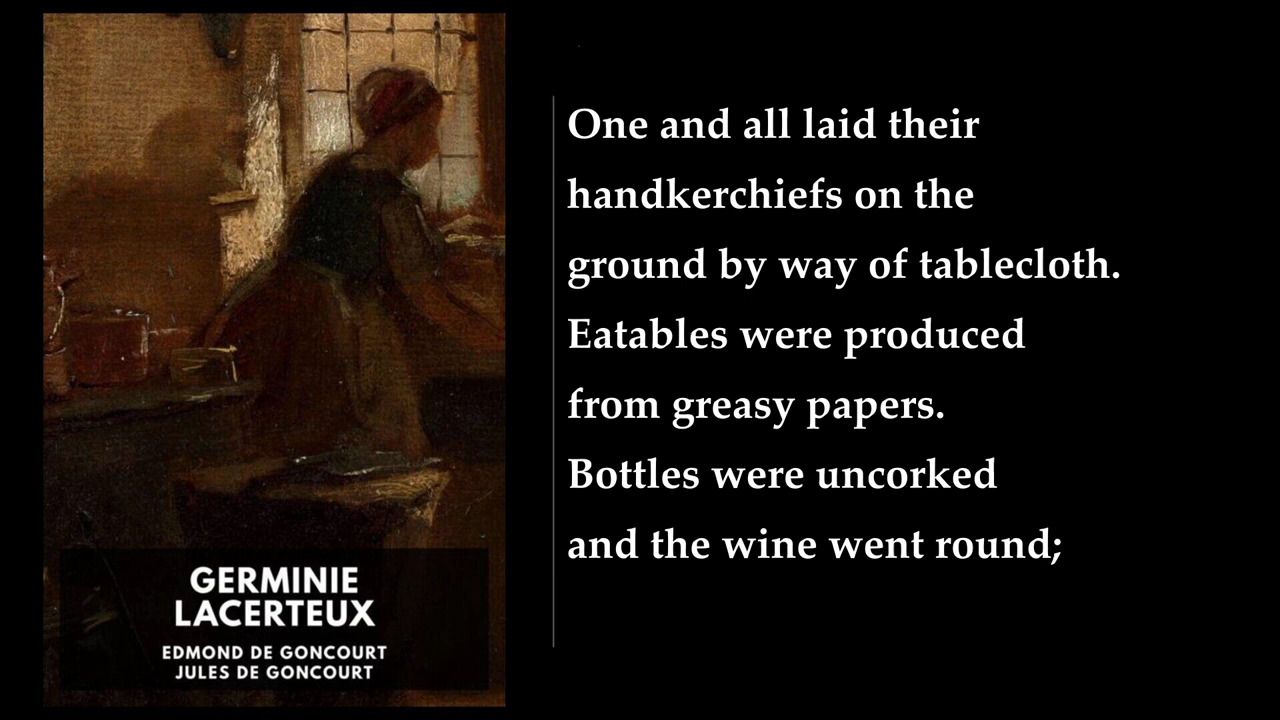 One and all laid their
handkerchiefs on the
ground by way of tablecloth.
Eatables were produced
from greasy papers.
Bottles were uncorked
and the wine went round;
GERMINIE
LACERTEUX
EDMOND DE GONCOURT
JULES DE GONCOURT